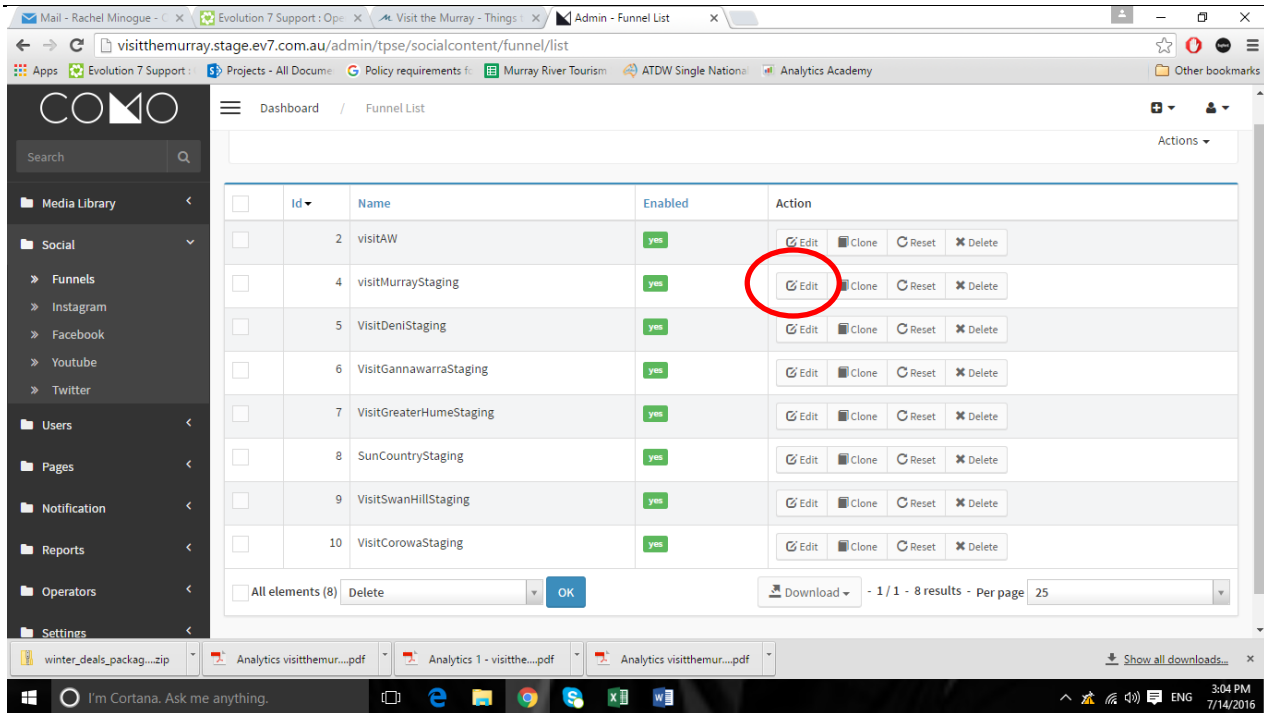 Mail - Rachel Minogue - O
Evolution 7 Support : Ope
Visit the Murray - Things t
Admin - Funnel List
visitthemurray.stage.ev7.com.au/admin/tpse/socialcontent/funnel/list
Apps
Evolution 7 Support :
Projects - All Docume
Policy requirements fo
Murray River Tourism
ATDW Single National
Analytics Academy
Other bookmarks
COMO
Dashboard / Funnel List
Search
Actions
Media Library
Social
Funnels
Instagram
Facebook
Youtube
Twitter
Users
Pages
Notification
Reports
Operators
Settings
Id Name Enabled Action
2 visitAW yes Edit Clone Reset Delete
4 visitMurrayStaging yes Edit Clone Reset Delete
5 VisitDeniStaging yes Edit Clone Reset Delete
6 VisitGannawarraStaging yes Edit Clone Reset Delete
7 VisitGreaterHumeStaging yes Edit Clone Reset Delete
8 SunCountryStaging yes Edit Clone Reset Delete
9 VisitSwanHillStaging yes Edit Clone Reset Delete
10 VisitCorowaStaging yes Edit Clone Reset Delete
All elements (8) Delete OK Download - 1 / 1 - 8 results - Per page 25
winter_deals_packag....zip
Analytics visitthemur....pdf
Analytics 1 - visitthe....pdf
Analytics visitthemur....pdf
Show all downloads...
I'm Cortana. Ask me anything.
ENG
3:04 PM
7/14/2016